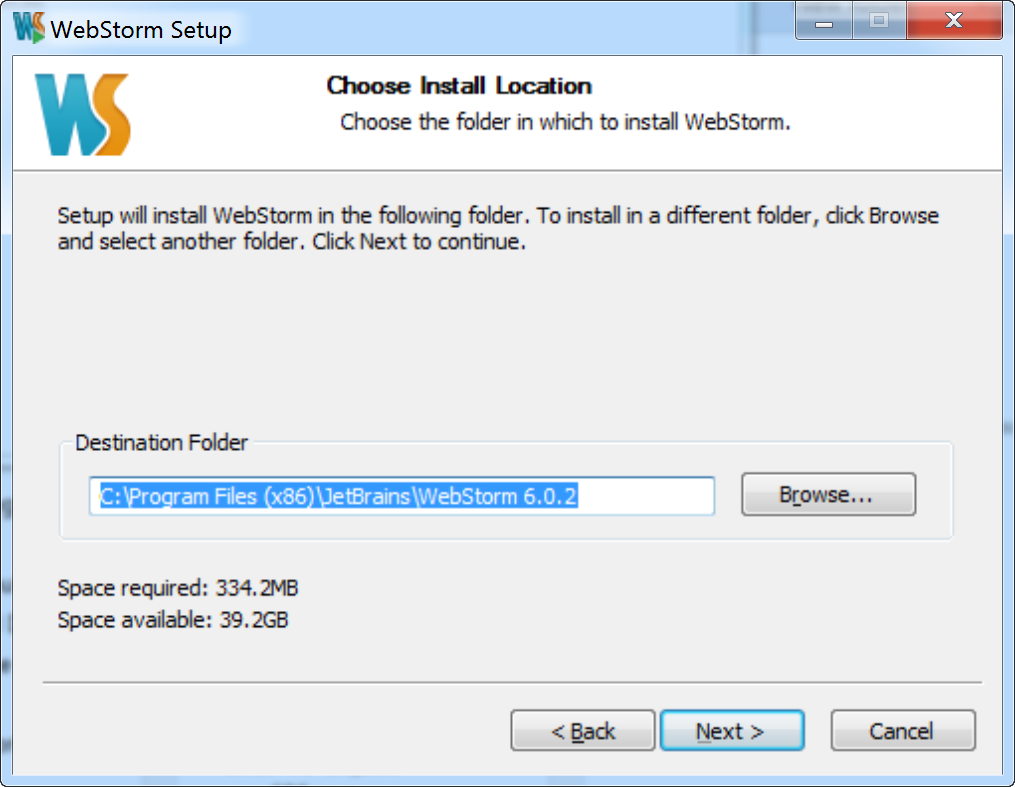 WebStorm Setup
WS
Choose Install Location
Choose the folder in which to install WebStorm.
Setup will install WebStorm in the following folder. To install in a different folder, click Browse
and select another folder. Click Next to continue.
Destination Folder
C:\Program Files (x86)\JetBrains\WebStorm 6.0.2
Browse...
Space required: 334.2MB
Space available: 39.2GB
< Back
Next >
Cancel